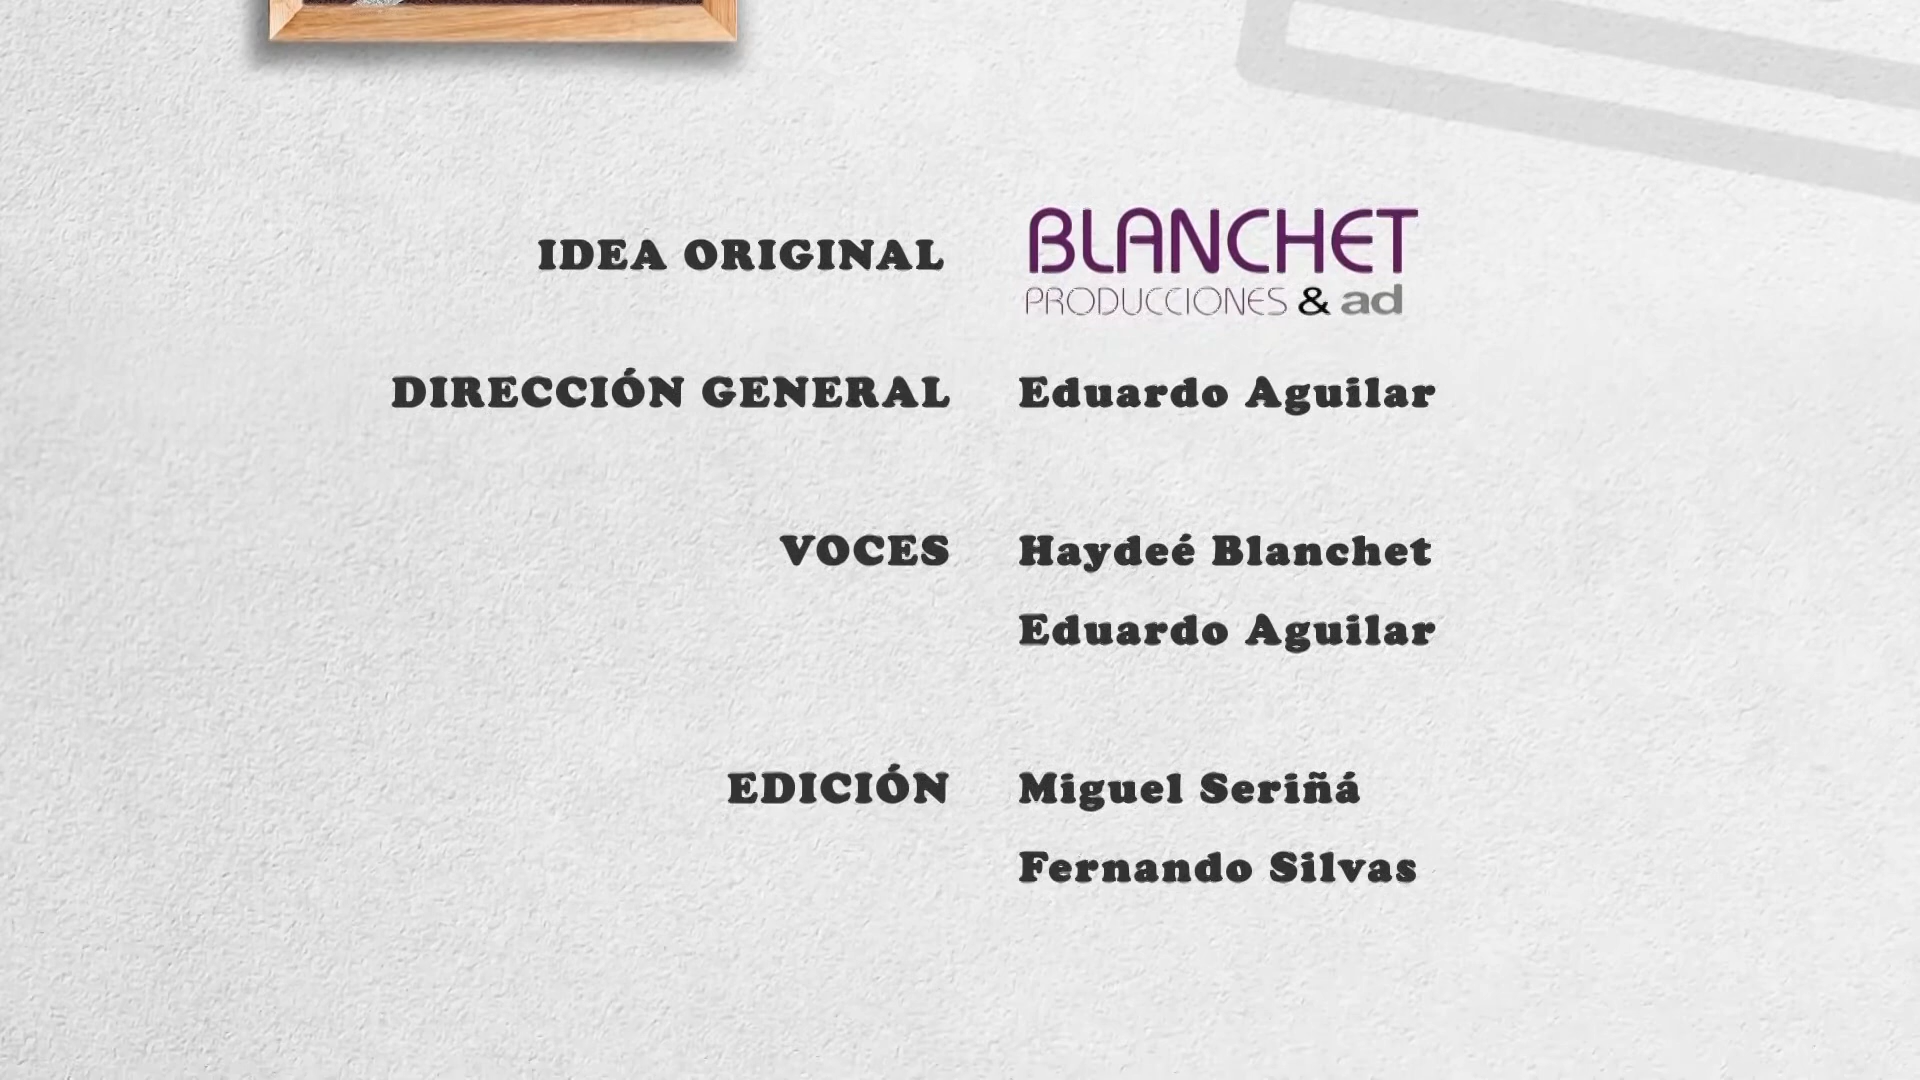 IDEA ORIGINAL BLANCHET
PRODUCCIONES & ad
DIRECCIÓN GENERAL Eduardo Aguilar
VOCES Haydeé Blanchet
Eduardo Aguilar
EDICIÓN Miguel Seriñá
Fernando Silvas